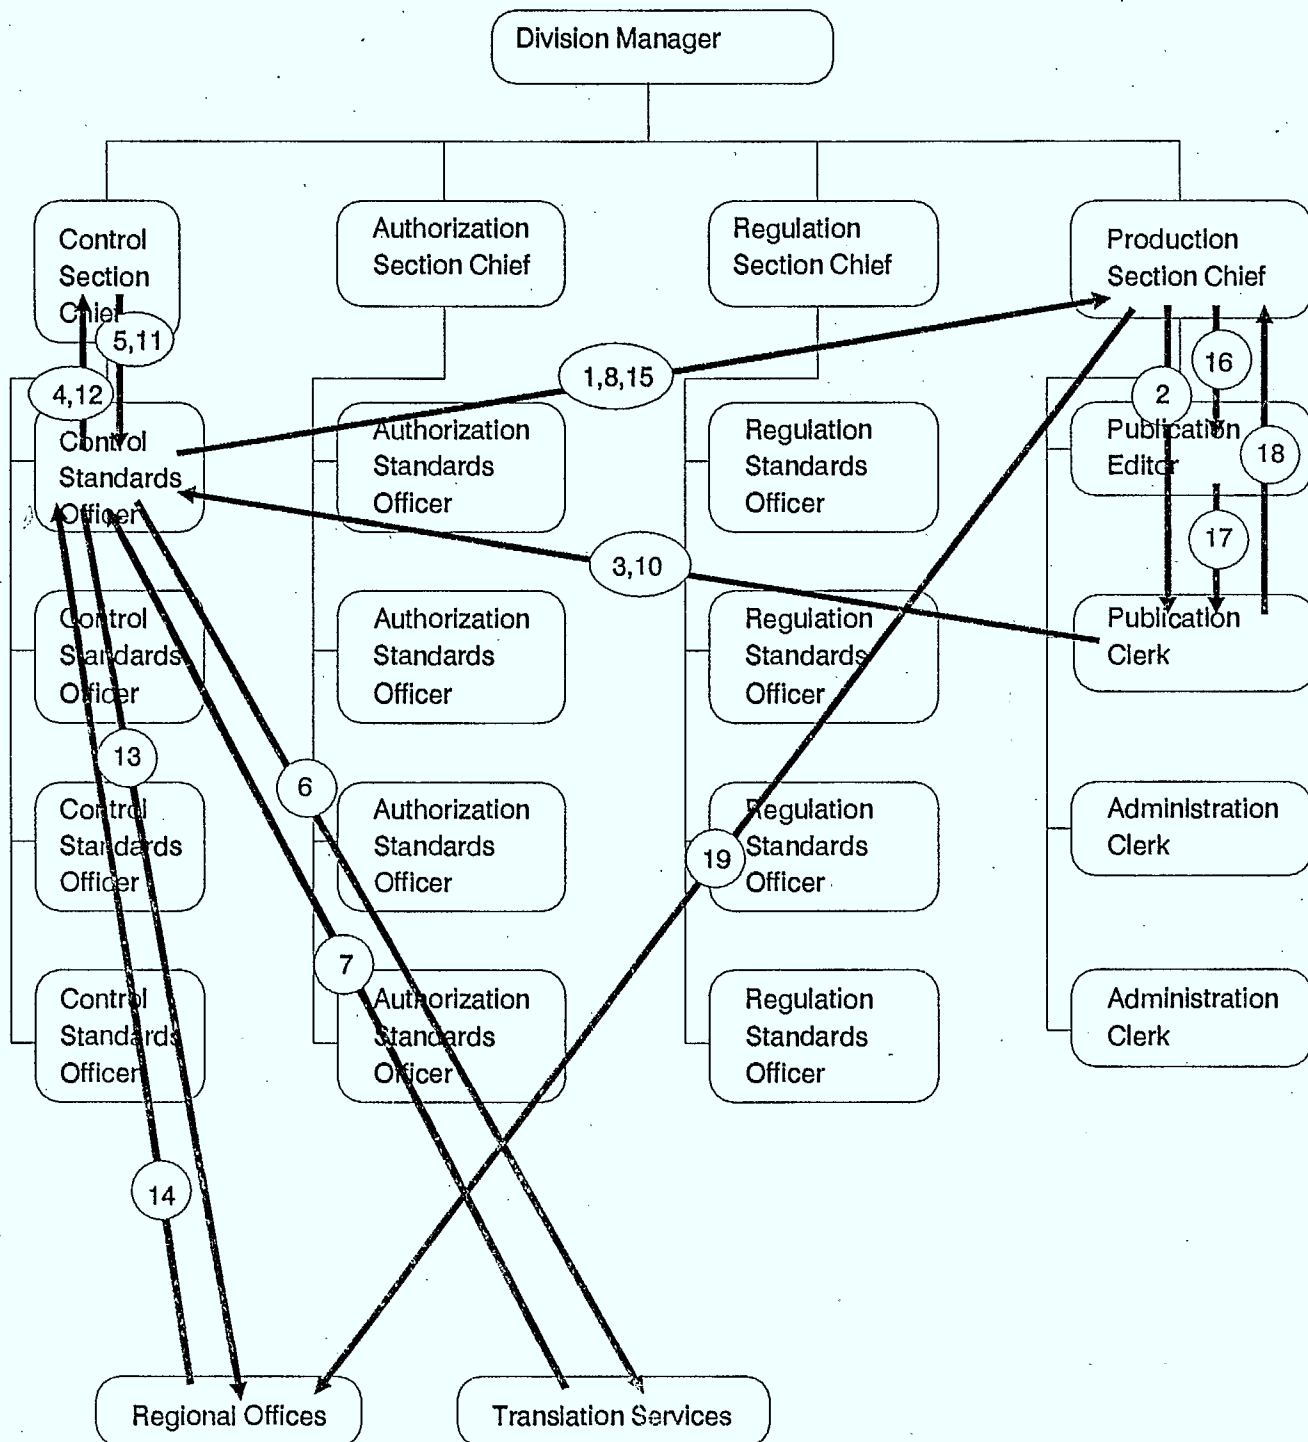 Division Manager
Control
Section
Chief
Authorization
Section Chief
Regulation
Section Chief
Production
Section Chief
5,11
4,12
1,8,15
16
2
18
17
3,10
Control
Standards
Officer
Authorization
Standards
Officer
Regulation
Standards
Officer
Publication
Editor
Control
Standards
Officer
Authorization
Standards
Officer
Regulation
Standards
Officer
Publication
Clerk
13
6
19
7
14
Control
Standards
Officer
Authorization
Standards
Officer
Regulation
Standards
Officer
Administration
Clerk
Control
Standards
Officer
Authorization
Standards
Officer
Regulation
Standards
Officer
Administration
Clerk
Regional Offices
Translation Services